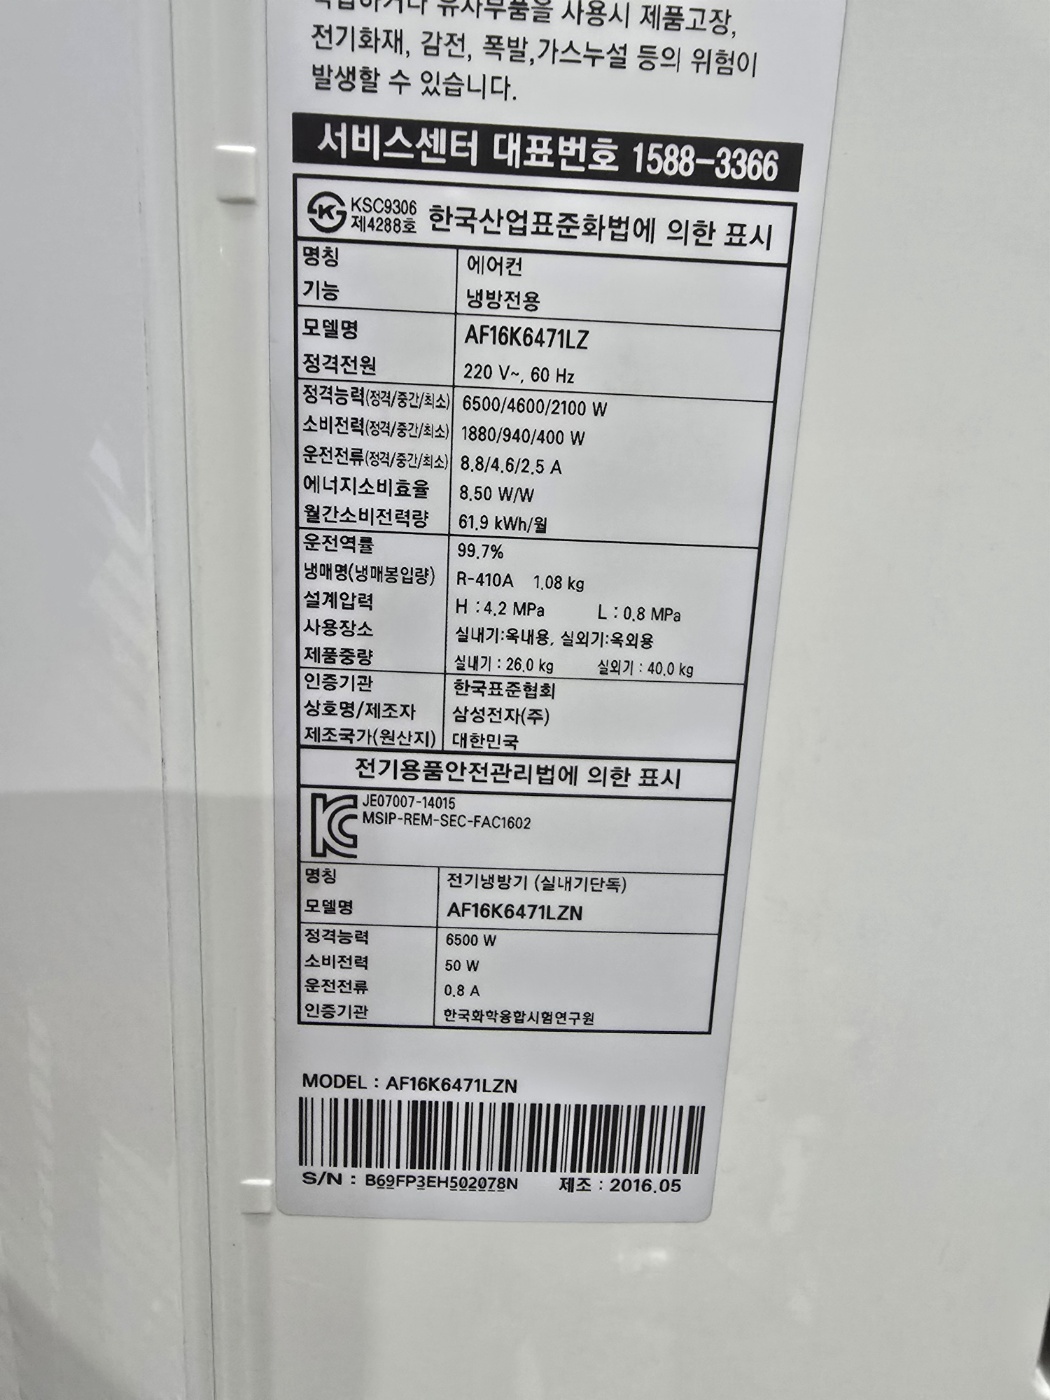 유사부품을 사용시 제품고장,
전기화재, 감전, 폭발,가스누설 등의 위험이
발생할 수 있습니다.
서비스센터 대표번호 1588-3366
KSC9306
제4288호 한국산업표준화법에 의한 표시
명칭 에어컨
기능 냉방전용
모델명 AF16K6471LZ
정격전원 220 V~, 60 Hz
정격능력(정격/중간/최소) 6500/4600/2100 W
소비전력(정격/중간/최소) 1880/940/400 W
운전전류(정격/중간/최소) 8.8/4.6/2.5 A
에너지소비효율 8.50 W/W
월간소비전력량 61.9 kWh/월
운전역률 99.7%
냉매명(냉매봉입량) R-410A 1.08 kg
설계압력 H : 4.2 MPa L : 0.8 MPa
사용장소 실내기:옥내용, 실외기:옥외용
제품중량 실내기 : 26.0 kg 실외기 : 40.0 kg
인증기관 한국표준협회
상호명/제조자 삼성전자(주)
제조국가(원산지) 대한민국
전기용품안전관리법에 의한 표시
JE07007-14015
MSIP-REM-SEC-FAC1602
명칭 전기냉방기 (실내기단독)
모델명 AF16K6471LZN
정격능력 6500 W
소비전력 50 W
운전전류 0.8 A
인증기관 한국화학융합시험연구원
MODEL : AF16K6471LZN
S/N : B69FP3EH502078N 제조 : 2016.05